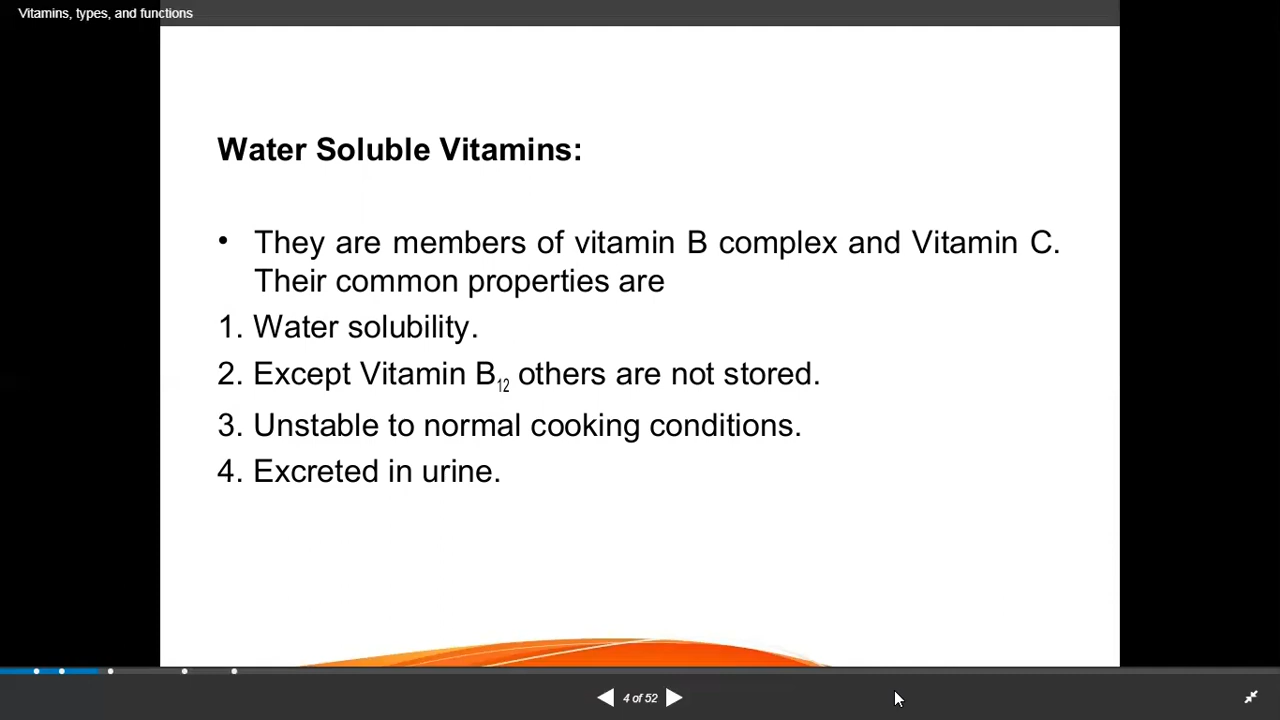 Vitamins, types, and functions
Water Soluble Vitamins:
• They are members of vitamin B complex and Vitamin C.
Their common properties are
1. Water solubility.
2. Except Vitamin B12 others are not stored.
3. Unstable to normal cooking conditions.
4. Excreted in urine.
4 of 52